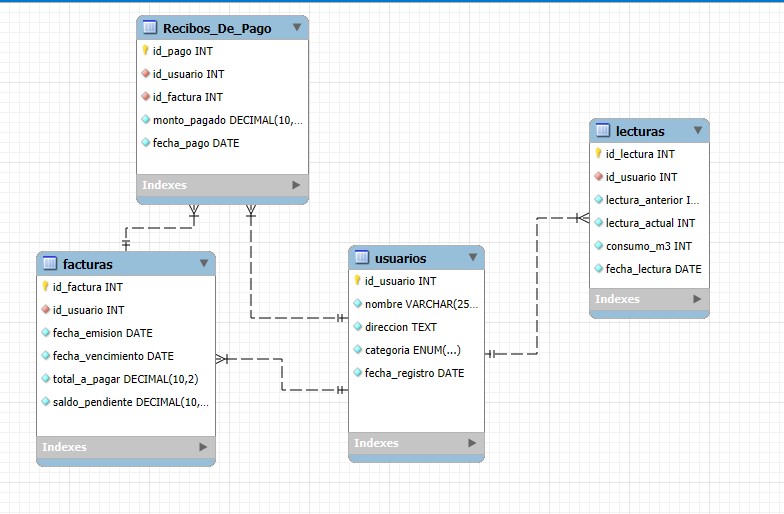 Recibos_De_Pago
id_pago INT
id_usuario INT
id_factura INT
monto_pagado DECIMAL(10,...
fecha_pago DATE
Indexes
lecturas
id_lectura INT
id_usuario INT
lectura_anterior I...
lectura_actual INT
consumo_m3 INT
fecha_lectura DATE
Indexes
facturas
id_factura INT
id_usuario INT
fecha_emision DATE
fecha_vencimiento DATE
total_a_pagar DECIMAL(10,2)
saldo_pendiente DECIMAL(10,...
Indexes
usuarios
id_usuario INT
nombre VARCHAR(25...
direccion TEXT
categoria ENUM(...)
fecha_registro DATE
Indexes